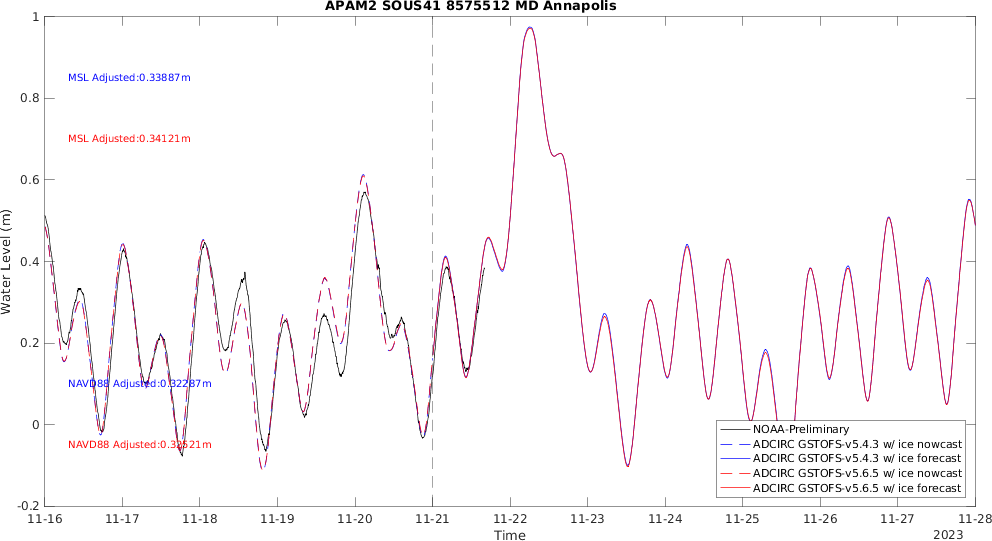 APAM2 SOUS41 8575512 MD Annapolis
1
0.8
0.6
0.4
0.2
0
-0.2
Water Level (m)
MSL Adjusted:0.33887m
MSL Adjusted:0.34121m
NAVD88 Adjusted:0.32287m
NAVD88 Adjusted:0.32521m
NOAA-Preliminary
ADCIRC GSTOFS-v5.4.3 w/ ice nowcast
ADCIRC GSTOFS-v5.4.3 w/ ice forecast
ADCIRC GSTOFS-v5.6.5 w/ ice nowcast
ADCIRC GSTOFS-v5.6.5 w/ ice forecast
11-16 11-17 11-18 11-19 11-20 11-21 11-22 11-23 11-24 11-25 11-26 11-27 11-28
Time
2023